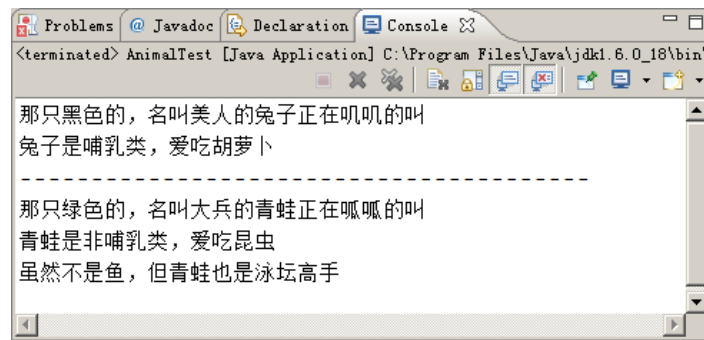 Problems @ Javadoc Declaration Console
<terminated> AnimalTest [Java Application] C:\Program Files\Java\jdk1.6.0_18\bin\
那只黑色的，名叫美人的兔子正在叽叽的叫
兔子是哺乳类，爱吃胡萝卜
----------------------------------------
那只绿色的，名叫大兵的青蛙正在呱呱的叫
青蛙是非哺乳类，爱吃昆虫
虽然不是鱼，但青蛙也是泳坛高手